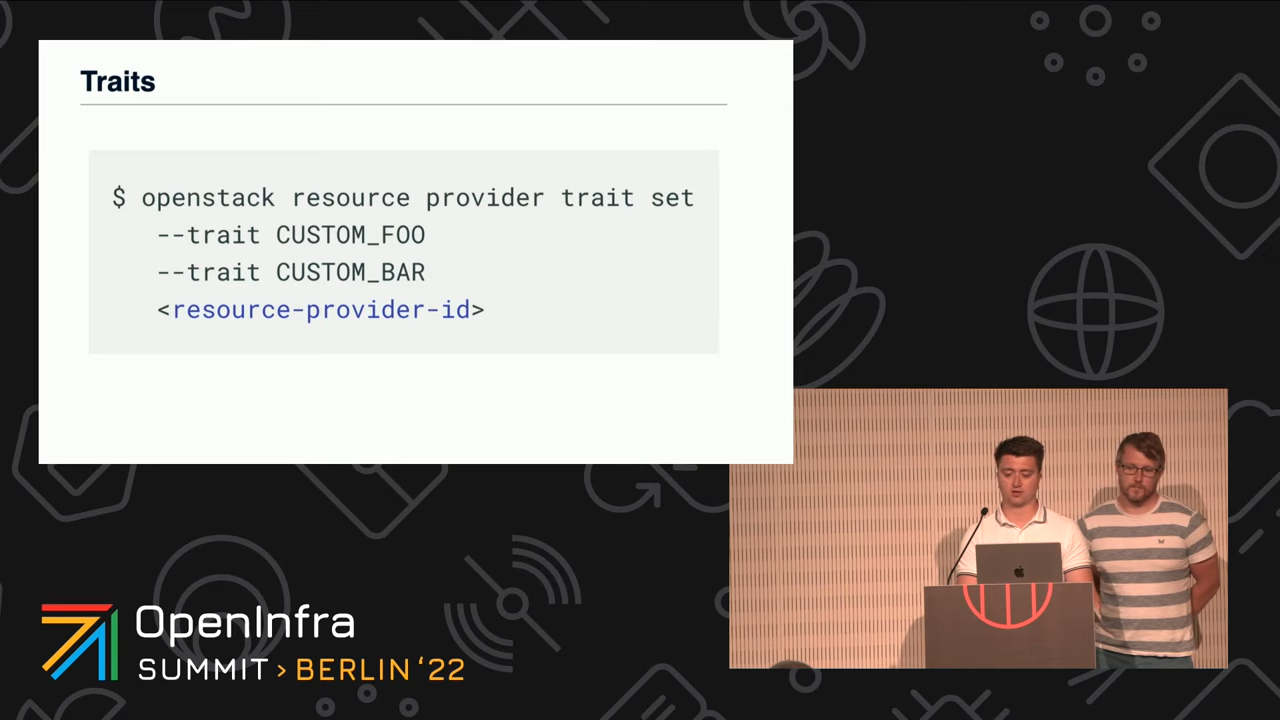 Traits
$ openstack resource provider trait set
--trait CUSTOM_FOO
--trait CUSTOM_BAR
<resource-provider-id>
OpenInfra
SUMMIT > BERLIN ‘22